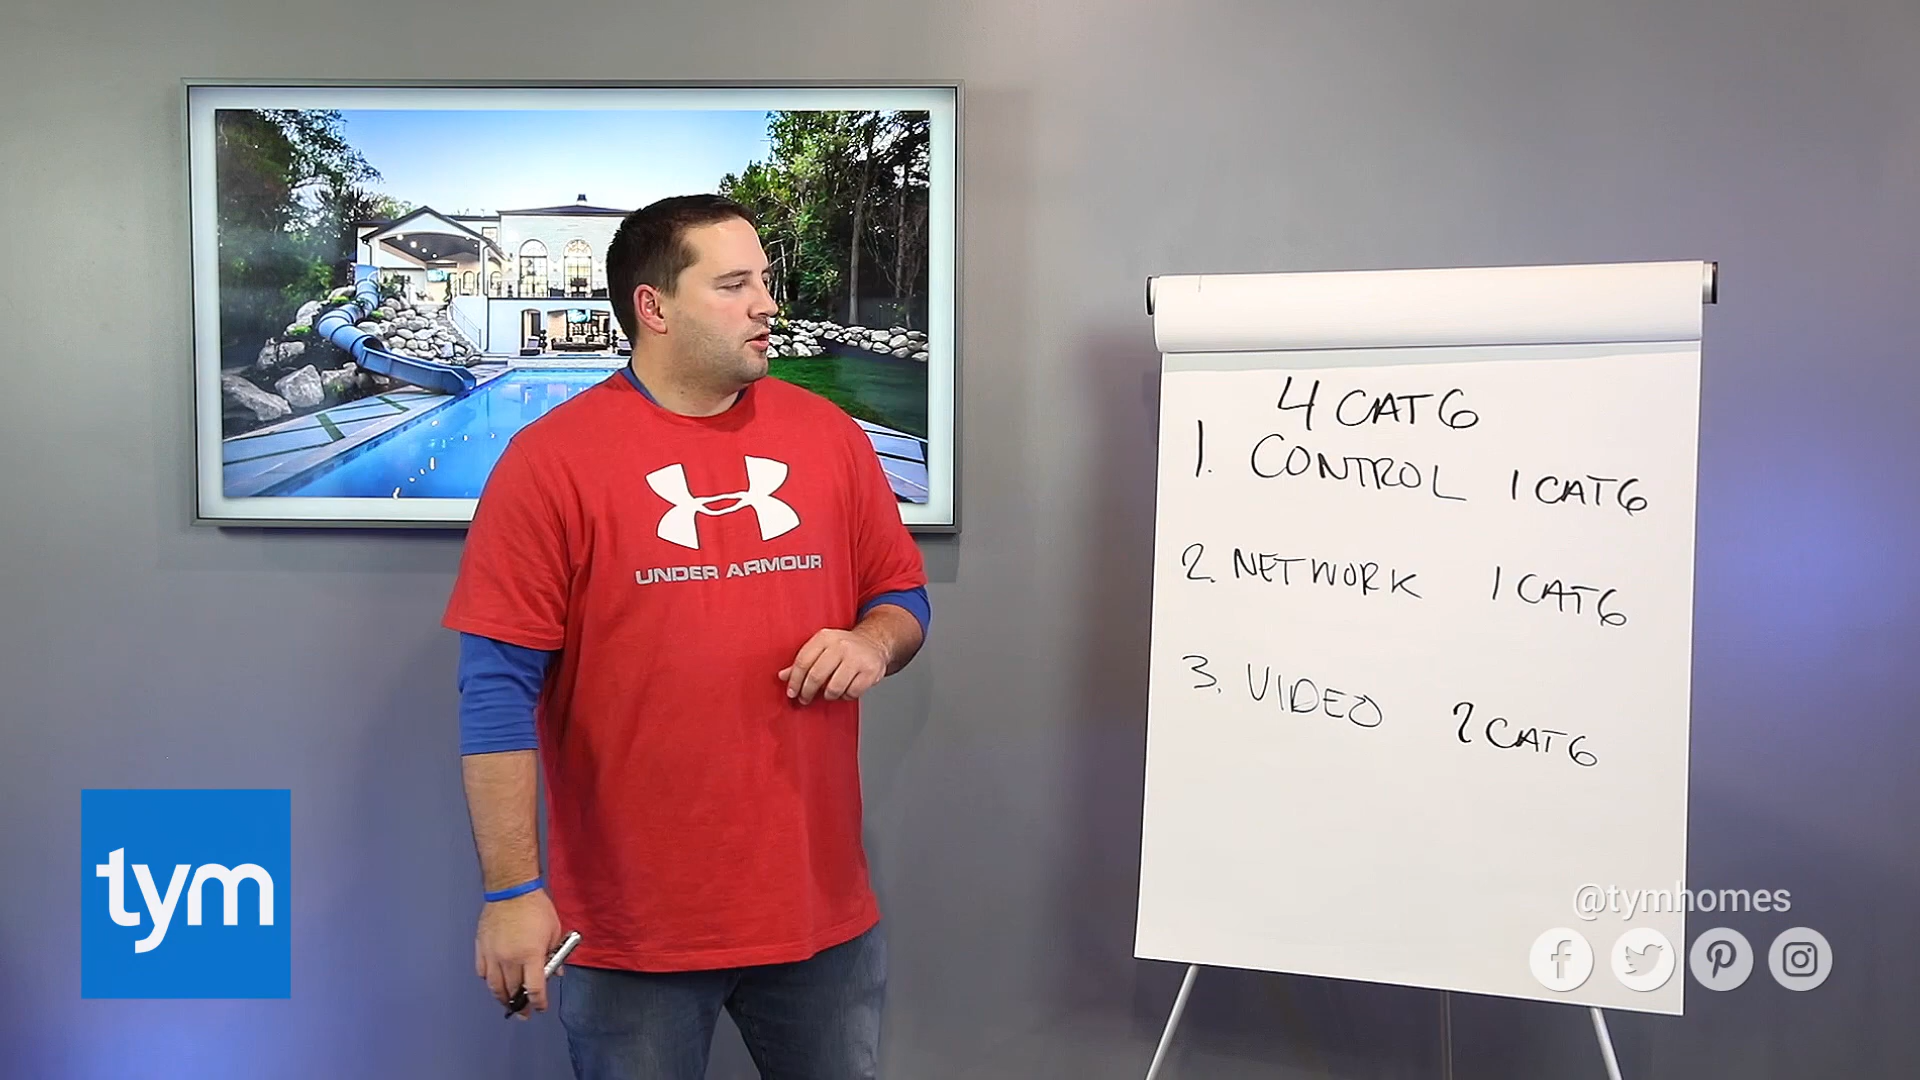 4 CAT6
1. CONTROL 1 CAT6
2. NETWORK 1 CAT6
3. VIDEO 2 CAT6
UNDER ARMOUR
tym
@tymhomes